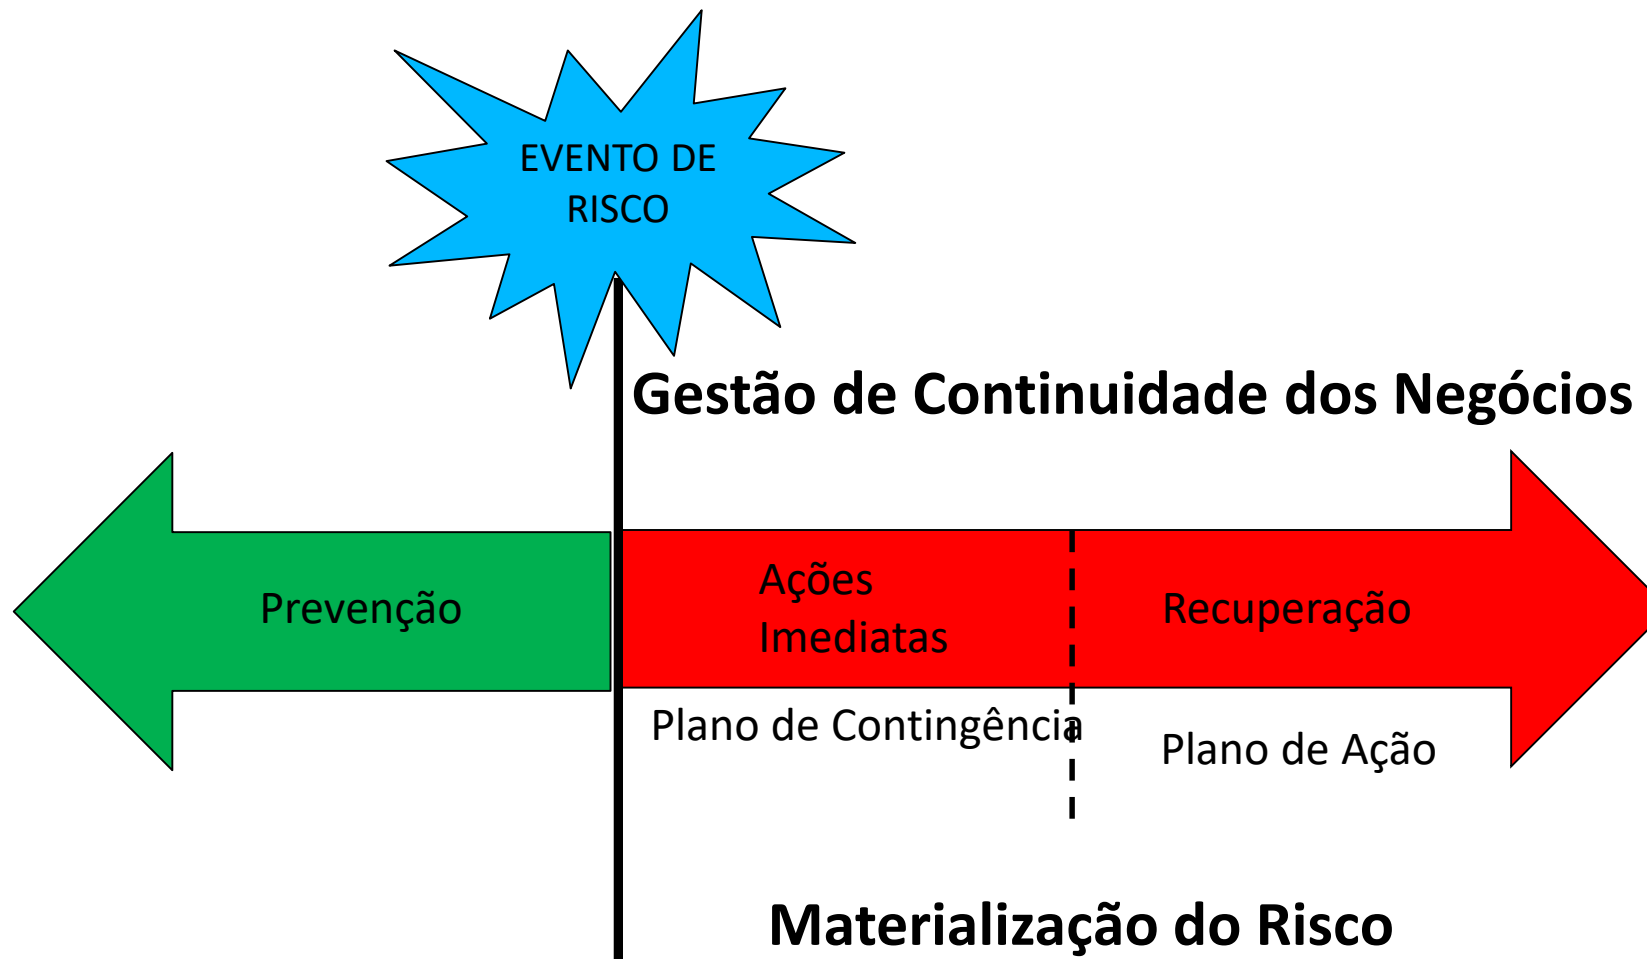 EVENTO DE
RISCO
Gestão de Continuidade dos Negócios
Prevenção
Ações
Imediatas
Recuperação
Plano de Contingência
Plano de Ação
Materialização do Risco